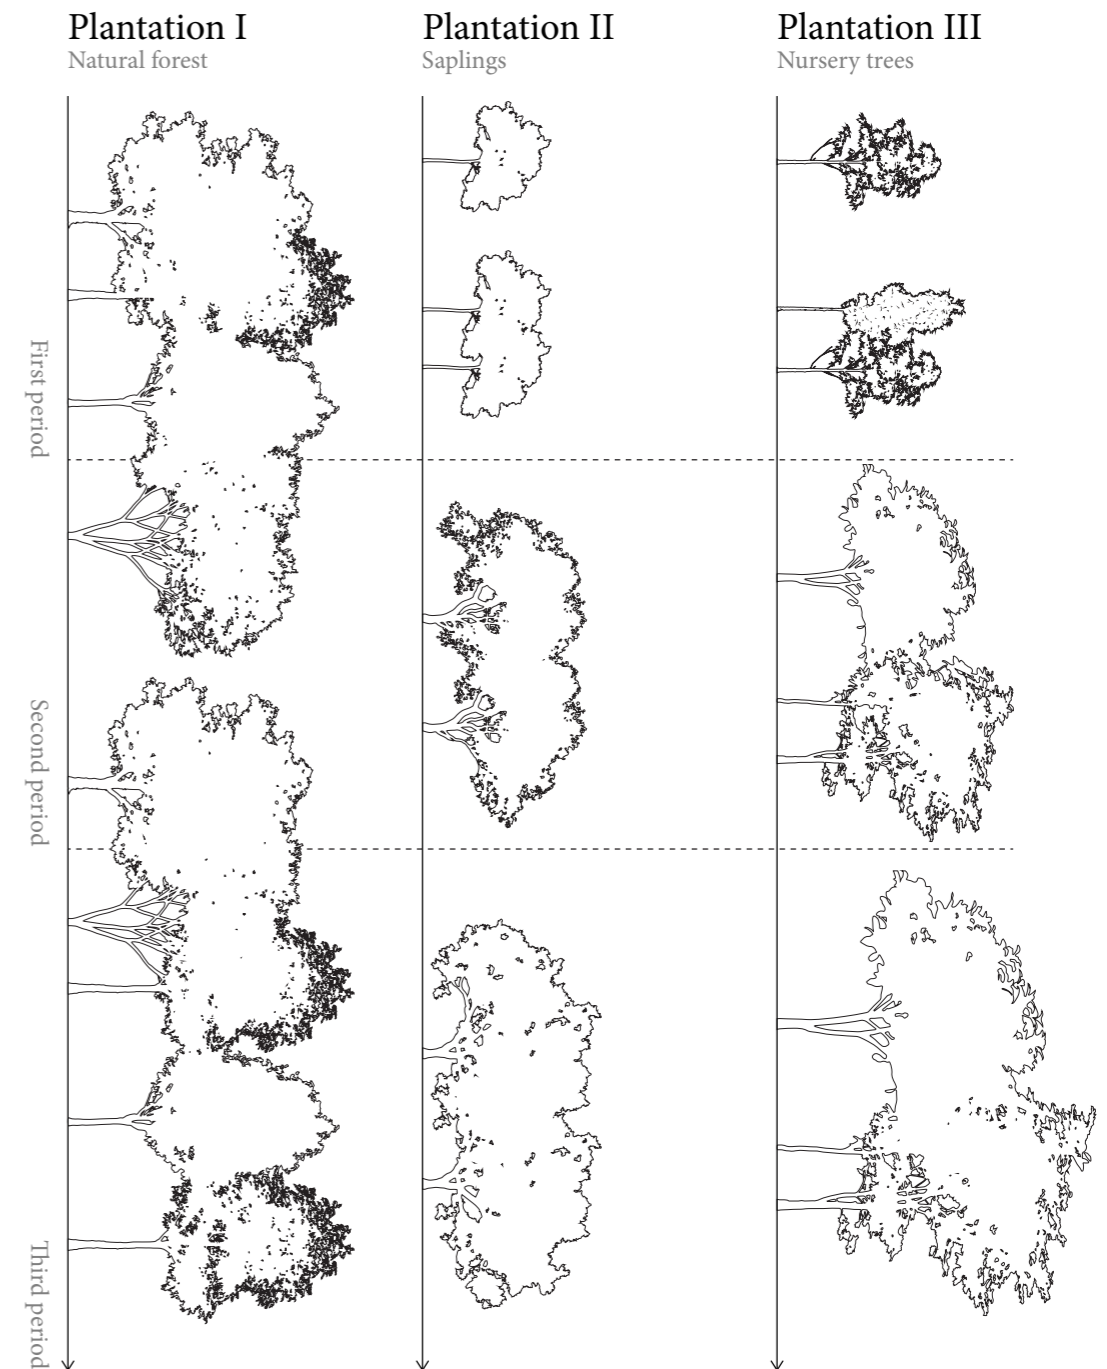 Plantation I
Natural forest
Plantation II
Saplings
Plantation III
Nursery trees
First period
Second period
Third period